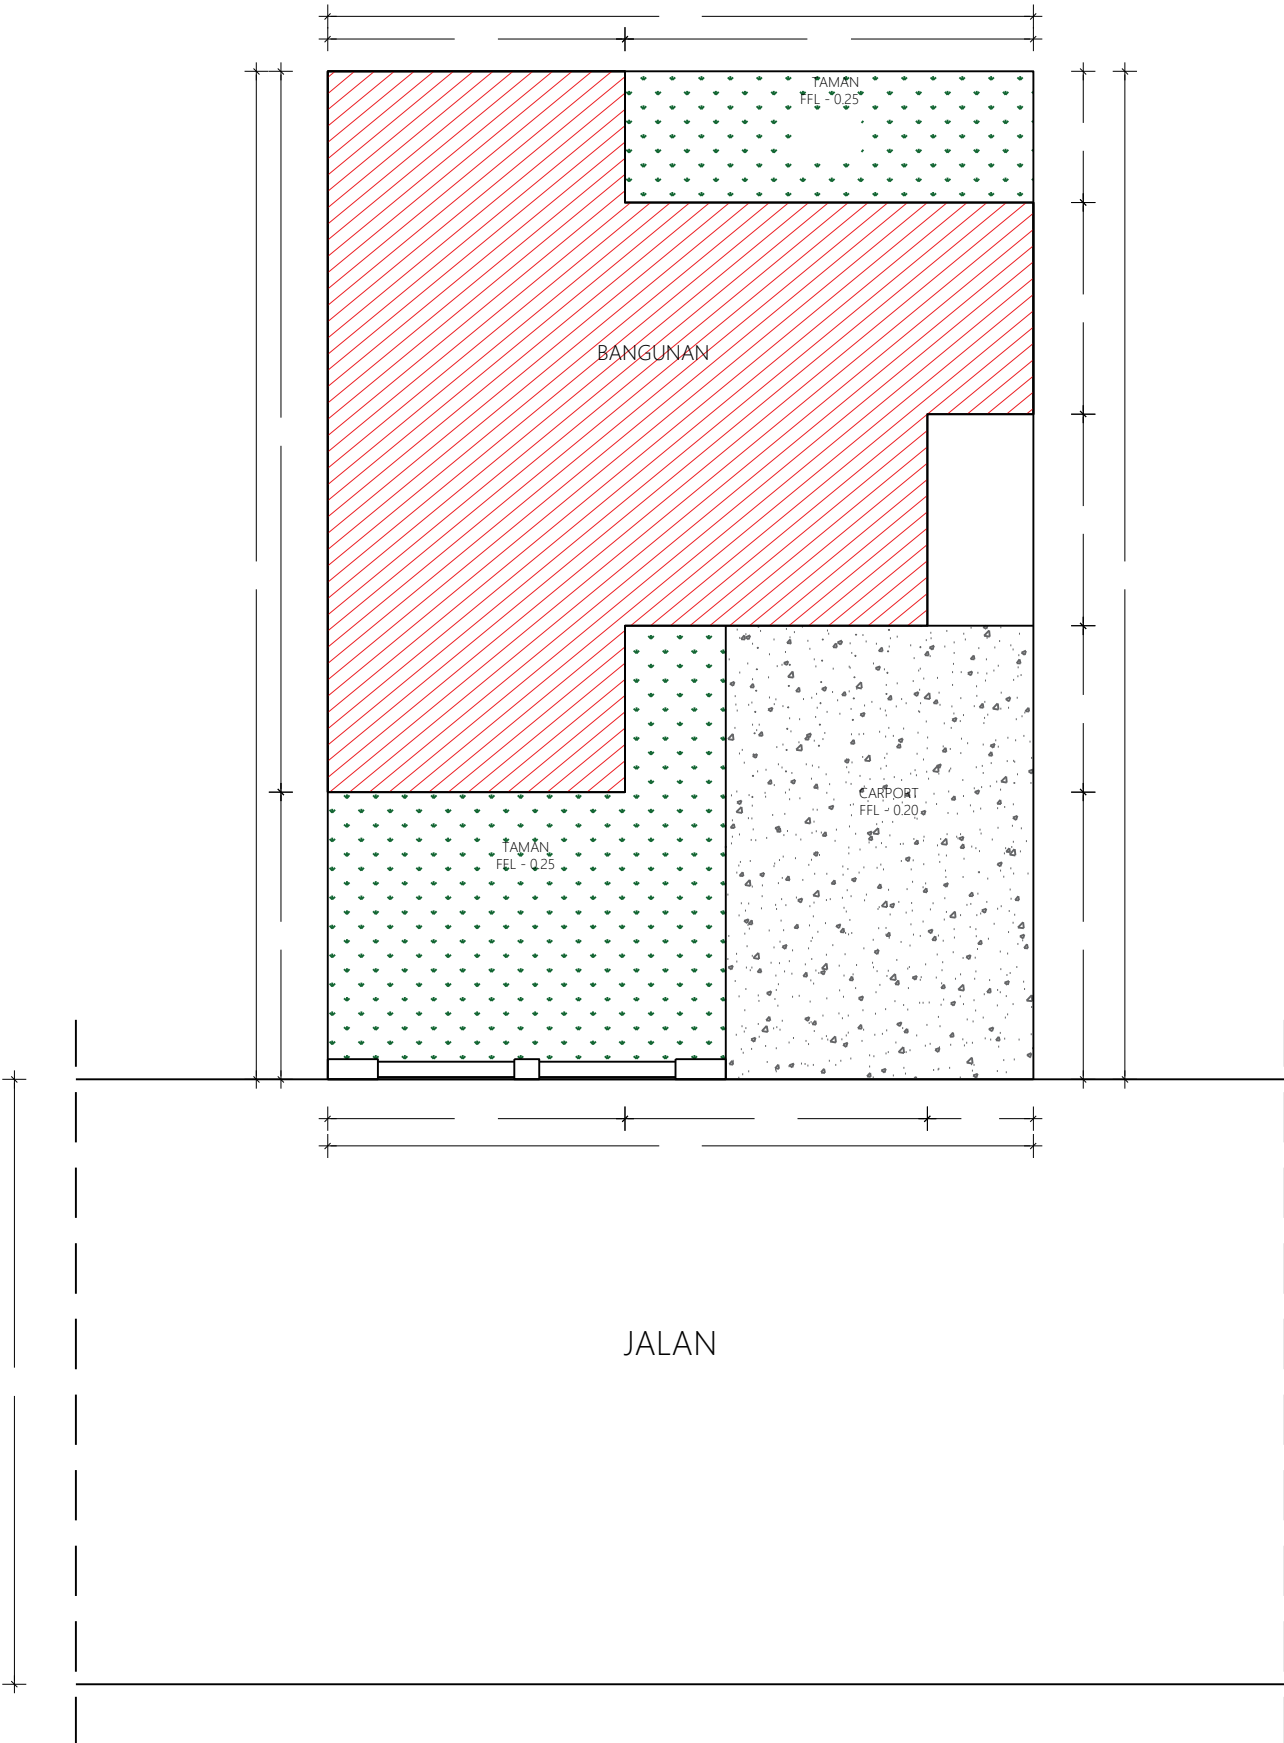 TAMAN
FFL - 0.25
BANGUNAN
CARPORT
FFL - 0.20
TAMAN
FFL - 0.25
JALAN